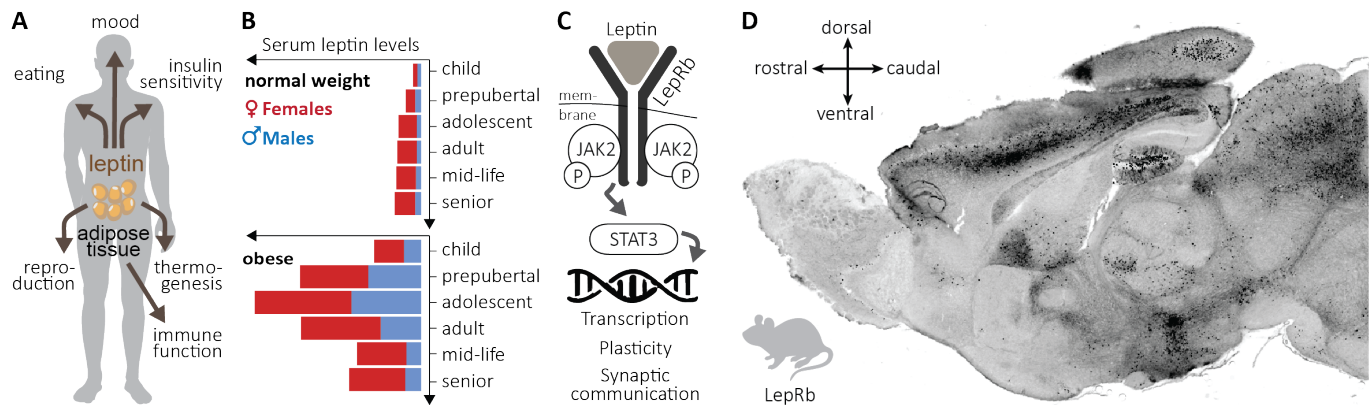 A
mood
eating
insulin
sensitivity
leptin
adipose
tissue
repro-
duction
thermo-
genesis
immune
function
B
Serum leptin levels
normal weight
♀ Females
♂ Males
child
prepubertal
adolescent
adult
mid-life
senior
obese
child
prepubertal
adolescent
adult
mid-life
senior
C
Leptin
LepRb
mem-
brane
JAK2
JAK2
P
P
STAT3
Transcription
Plasticity
Synaptic
communication
D
dorsal
rostral
caudal
ventral
LepRb